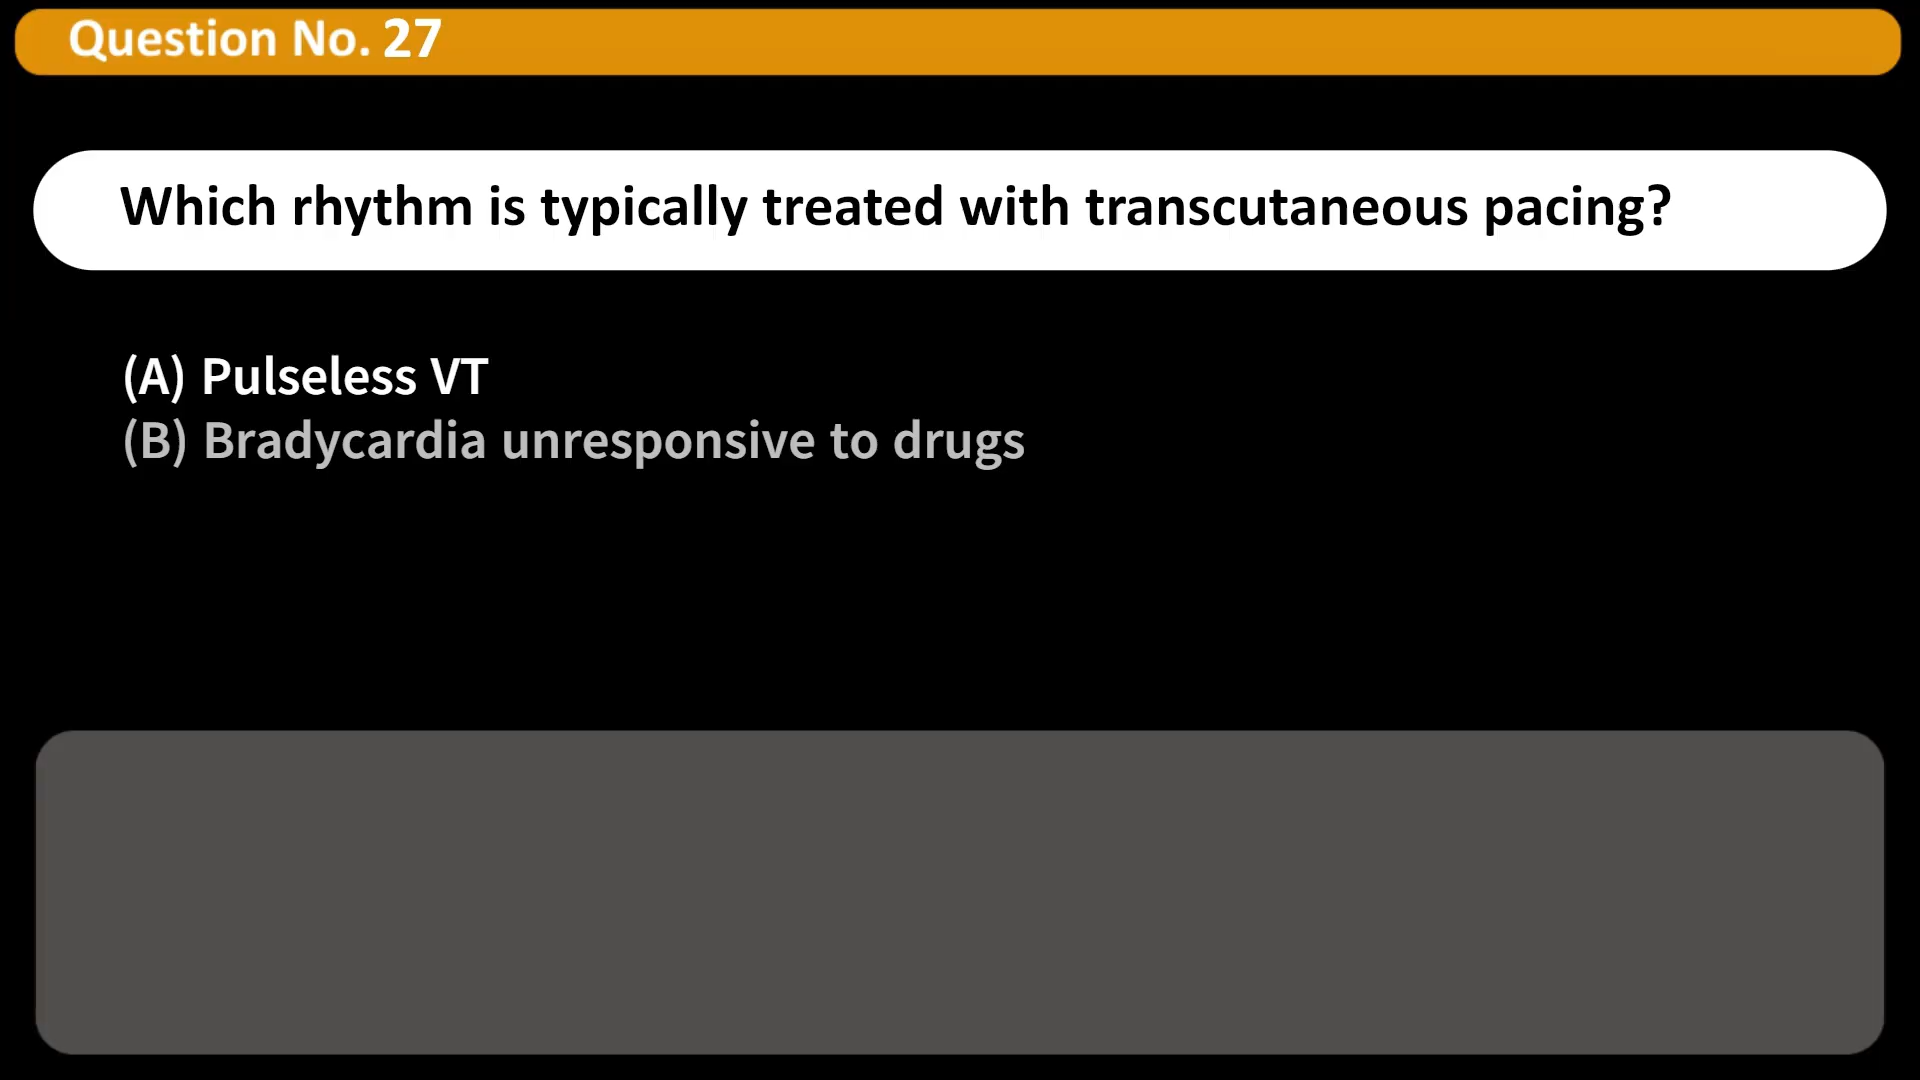 Question No. 27
Which rhythm is typically treated with transcutaneous pacing?
(A) Pulseless VT
(B) Bradycardia unresponsive to drugs